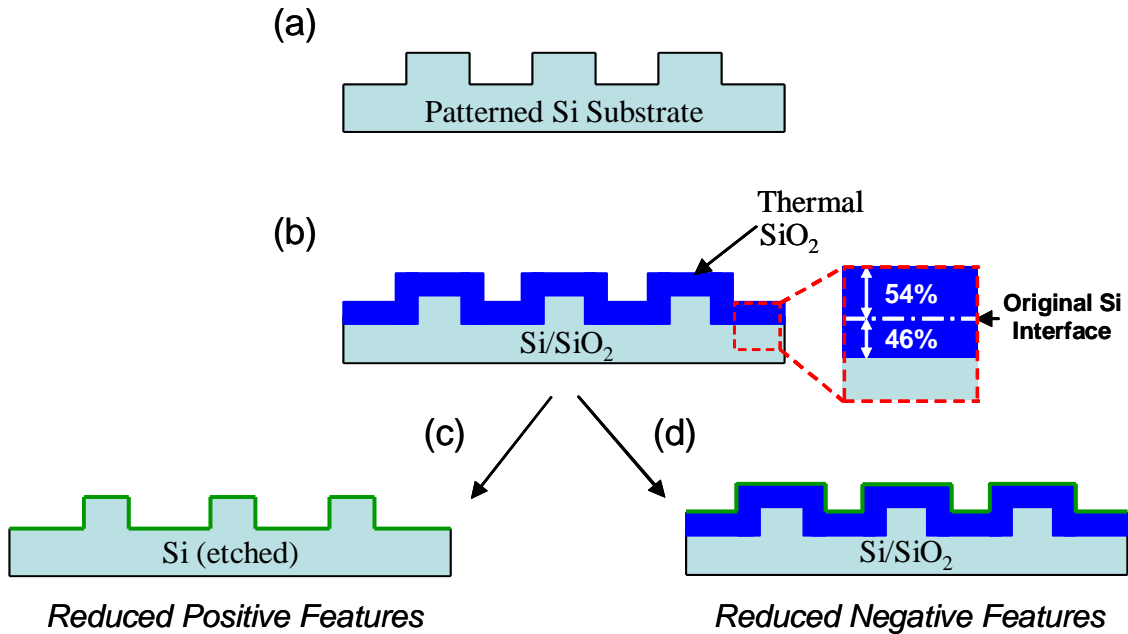 (a)
Patterned Si Substrate
(b)
Thermal
SiO₂
54%
46%
Original Si
Interface
Si/SiO₂
(c)
(d)
Si (etched)
Si/SiO₂
Reduced Positive Features
Reduced Negative Features